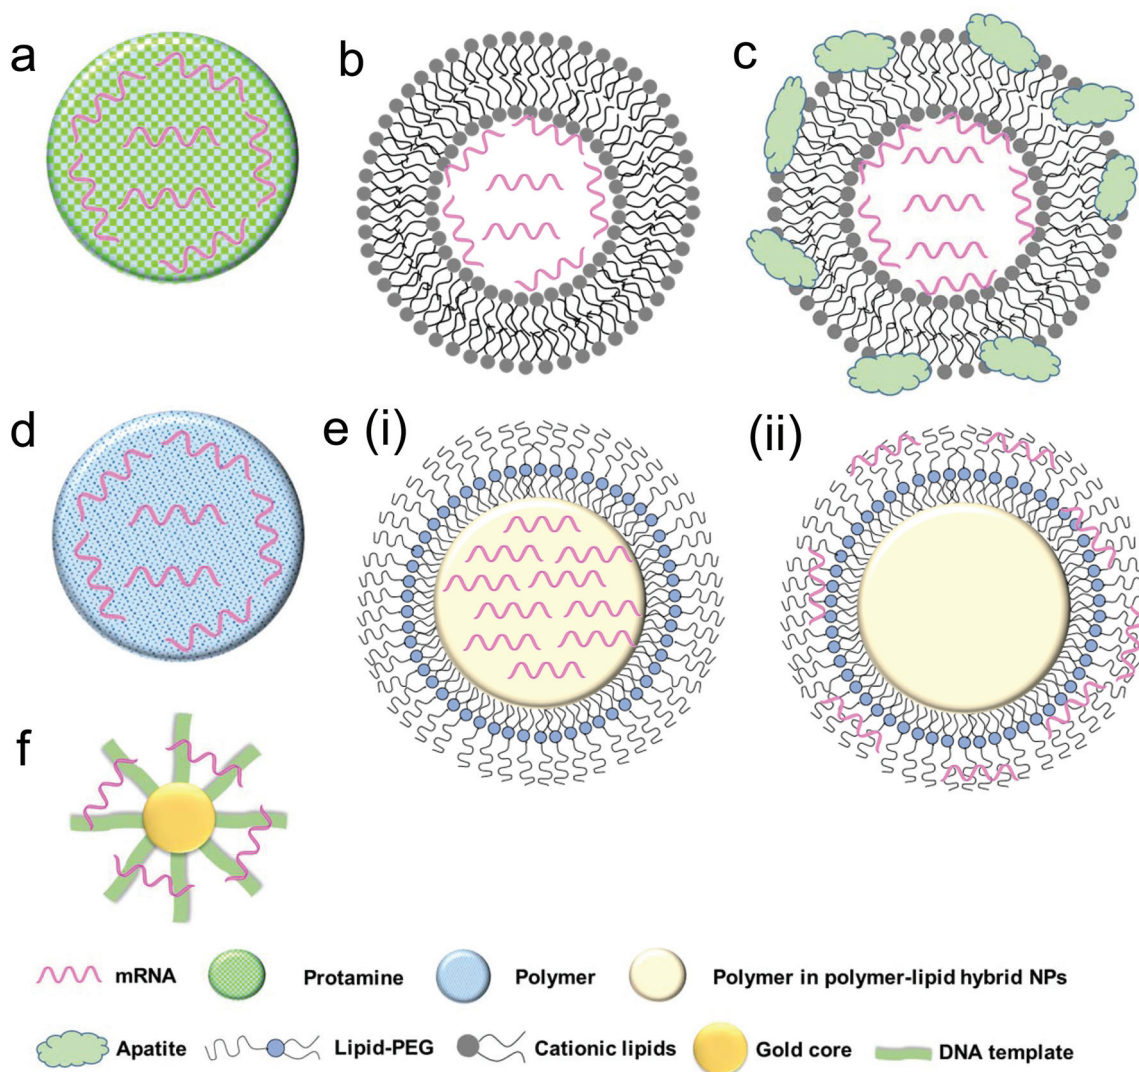 a
b
c
d
e (i)
(ii)
f
mRNA
Protamine
Polymer
Polymer in polymer-lipid hybrid NPs
Apatite
Lipid-PEG
Cationic lipids
Gold core
DNA template